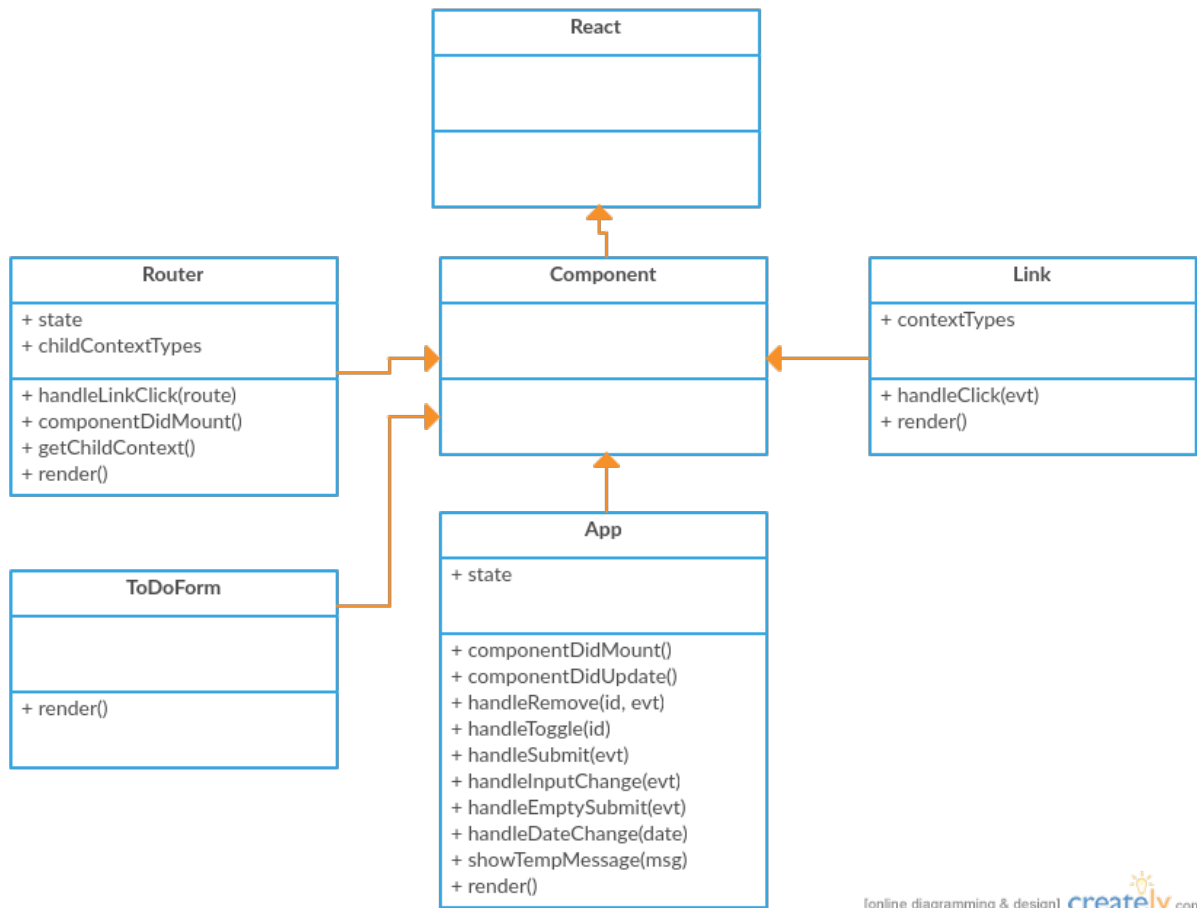 React
Router
+ state
+ childContextTypes
+ handleLinkClick(route)
+ componentDidMount()
+ getChildContext()
+ render()
Component
Link
+ contextTypes
+ handleClick(evt)
+ render()
ToDoForm
+ render()
App
+ state
+ componentDidMount()
+ componentDidUpdate()
+ handleRemove(id, evt)
+ handleToggle(id)
+ handleSubmit(evt)
+ handleInputChange(evt)
+ handleEmptySubmit(evt)
+ handleDateChange(date)
+ showTempMessage(msg)
+ render()
[online diagramming & design] creately.com